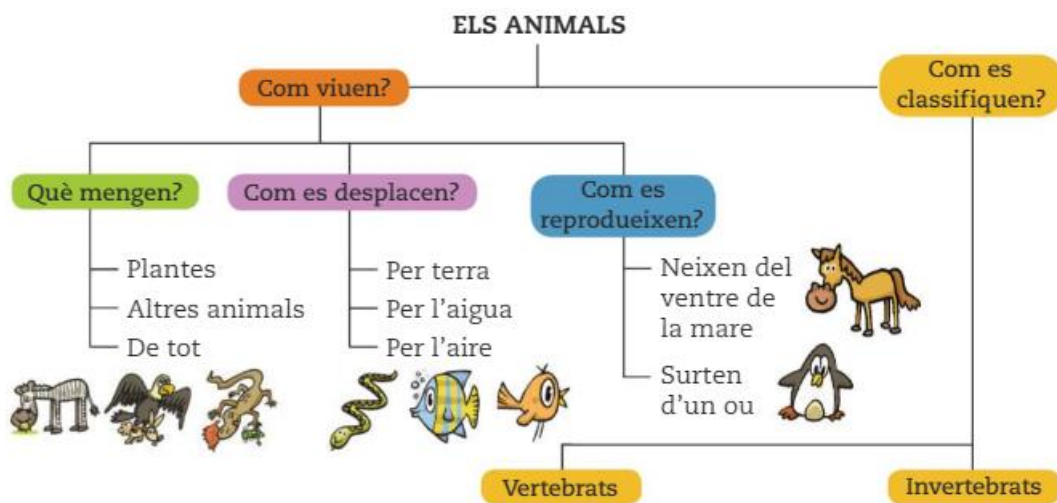 ELS ANIMALS
Com viuen?
Com es
classifiquen?
Què mengen?
Com es desplacen?
Com es
reprodueixen?
Plantes
Altres animals
De tot
Per terra
Per l'aigua
Per l'aire
Neixen del
ventre de
la mare
Surten
d'un ou
Vertebrats
Invertebrats